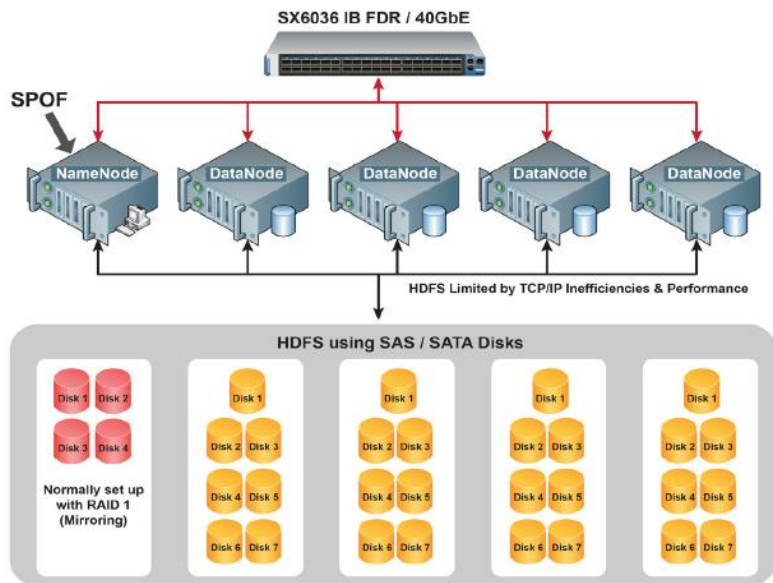 SX6036 IB FDR / 40GbE
SPOF
NameNode
DataNode
DataNode
DataNode
DataNode
HDFS Limited by TCP/IP Inefficiencies & Performance
HDFS using SAS / SATA Disks
Disk 1
Disk 2
Disk 3
Disk 4
Normally set up
with RAID 1
(Mirroring)
Disk 1
Disk 2
Disk 3
Disk 4
Disk 5
Disk 6
Disk 7
Disk 1
Disk 2
Disk 3
Disk 4
Disk 5
Disk 6
Disk 7
Disk 1
Disk 2
Disk 3
Disk 4
Disk 5
Disk 6
Disk 7
Disk 1
Disk 2
Disk 3
Disk 4
Disk 5
Disk 6
Disk 7